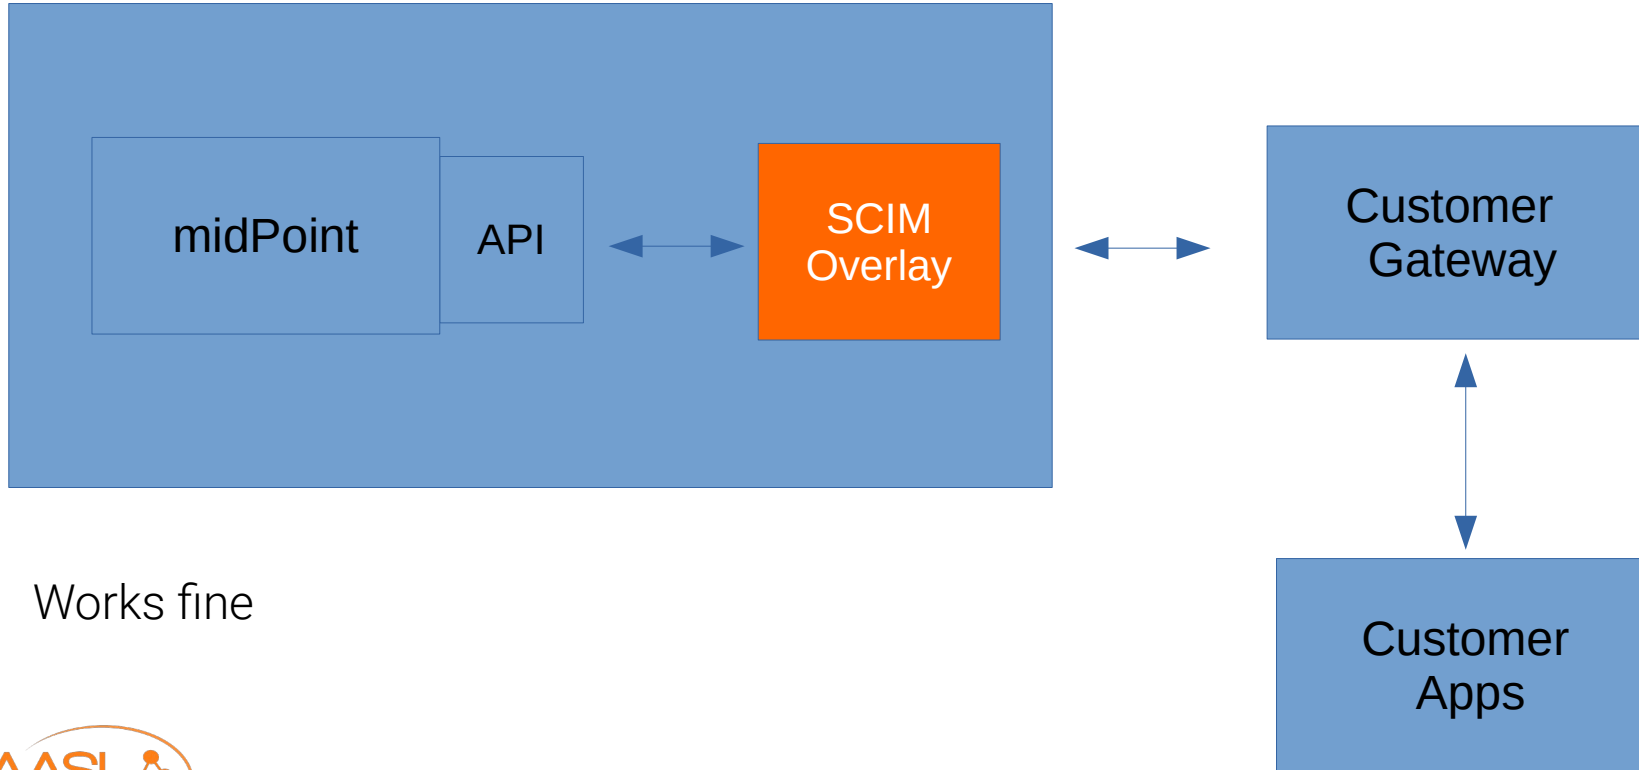 midPoint
API
SCIM
Overlay
Customer
Gateway
Works fine
Customer
Apps